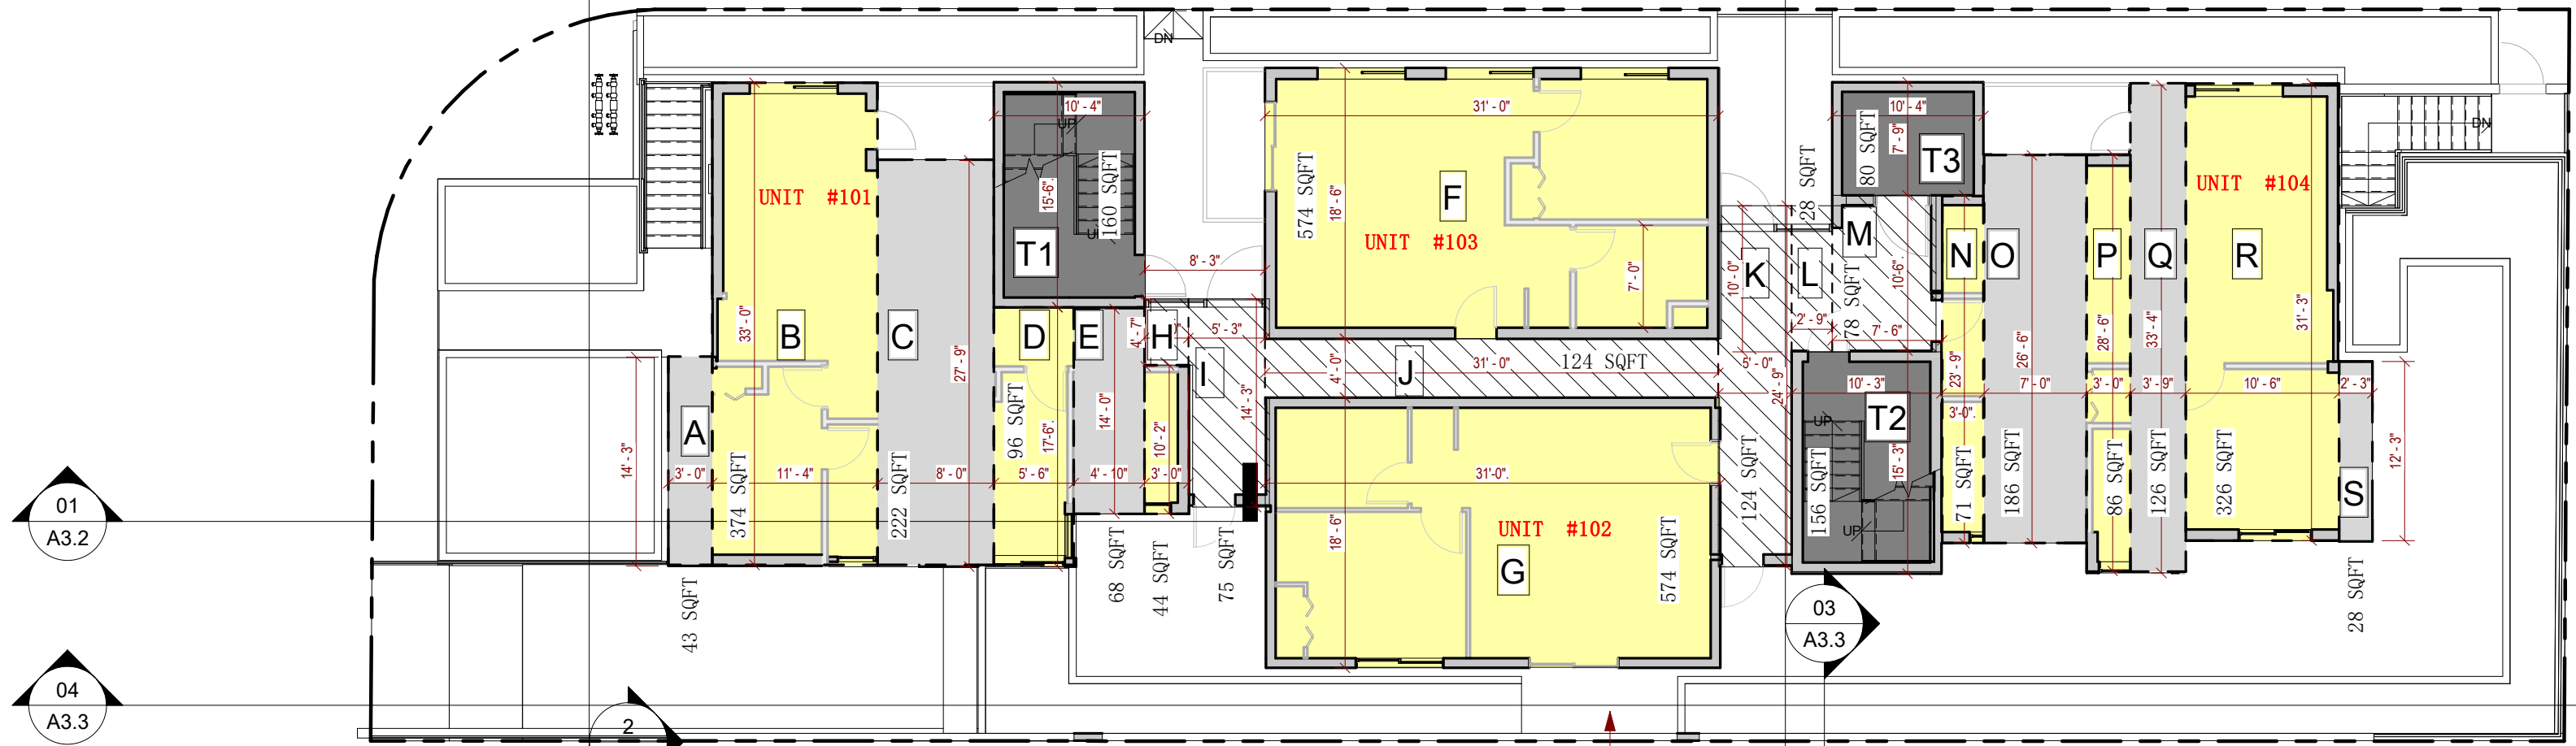 DN
10' - 4"
UP
15'-6".
160 SQFT
T1
UP
UNIT #101
33' - 0"
B
C
27' - 9"
D
E
A
14' - 3"
3' - 0"
11' - 4"
8' - 0"
5' - 6"
4' - 10"
3' - 0"
374 SQFT
222 SQFT
96 SQFT
17'-6".
14' - 0"
10' - 2"
43 SQFT
68 SQFT
44 SQFT
75 SQFT
8' - 3"
4' - 7"
H
5' - 3"
I
14' - 3"
31' - 0"
574 SQFT
18' - 6"
F
UNIT #103
7' - 0"
4' - 0"
J
31' - 0"
124 SQFT
31'-0".
18' - 6"
UNIT #102
G
574 SQFT
28 SQFT
K
L
M
10' - 0"
2' - 9"
78 SQFT
10'-6".
7' - 6"
5' - 0"
24' - 9"
124 SQFT
10' - 4"
7' - 9"
80 SQFT
T3
10' - 3"
UP
T2
156 SQFT
15' - 3"
UP
N
O
P
Q
R
UNIT #104
23' - 9"
26' - 6"
28' - 6"
33' - 4"
31' - 3"
3'-0".
7' - 0"
3' - 0"
3' - 9"
10' - 6"
2' - 3"
71 SQFT
186 SQFT
86 SQFT
126 SQFT
326 SQFT
S
12' - 3"
28 SQFT
DN
01
A3.2
04
A3.3
2
03
A3.3